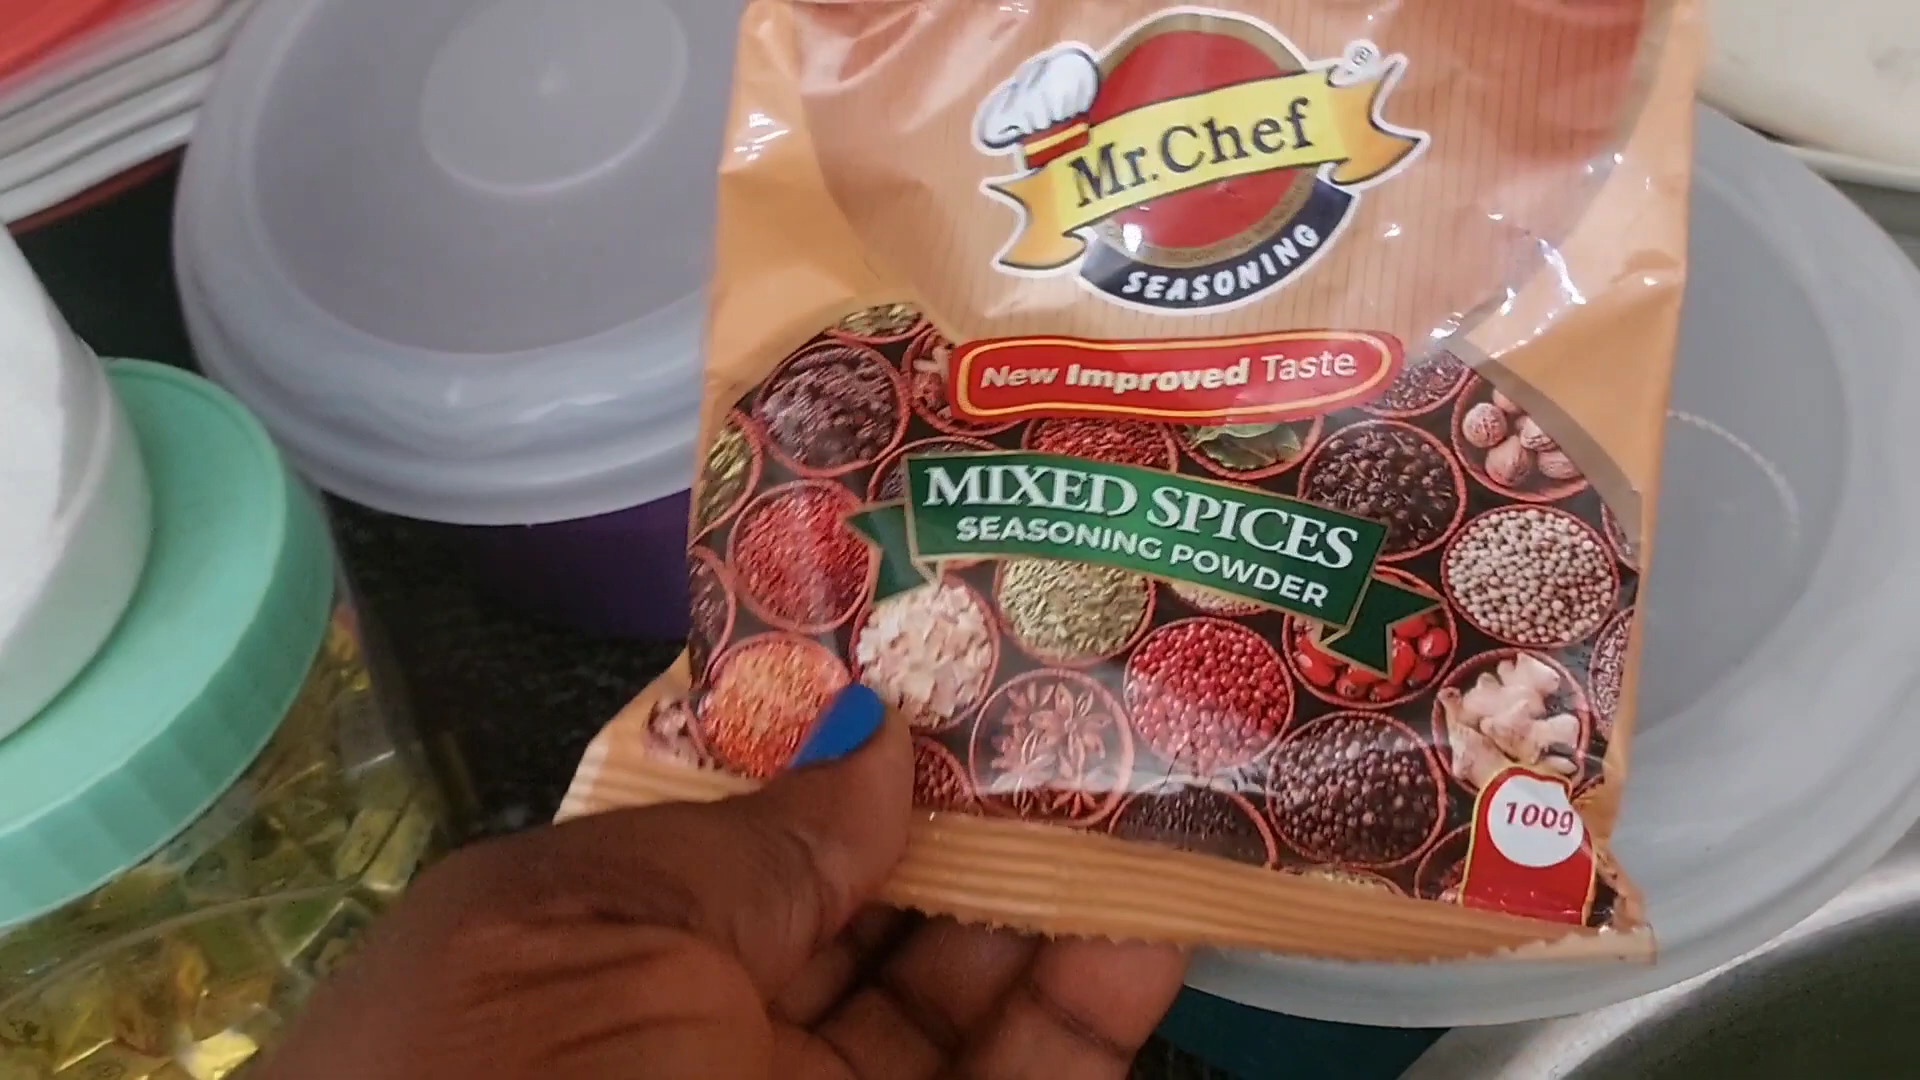 Mr. Chef
®
SEASONING
New Improved Taste
MIXED SPICES
SEASONING POWDER
100g